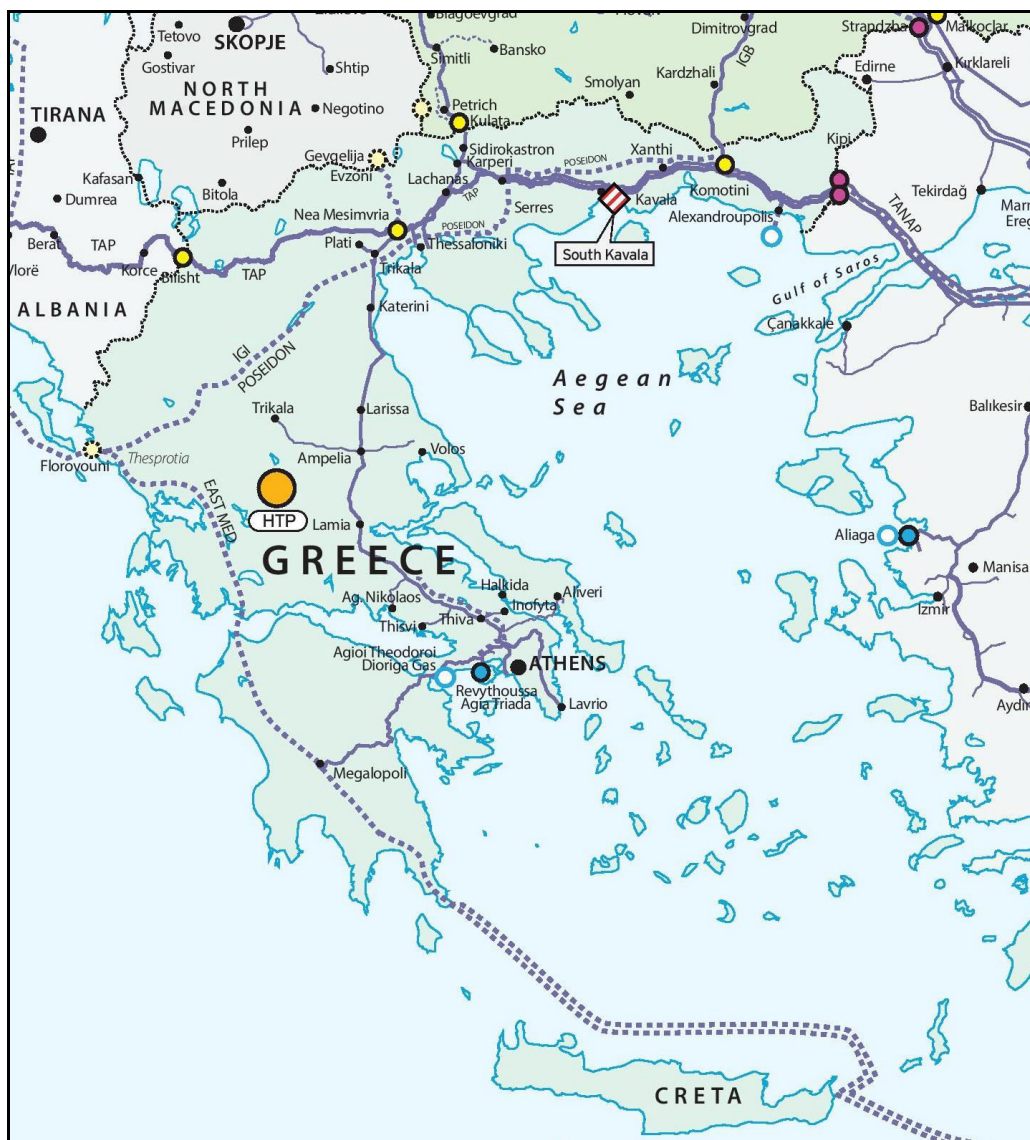 Blagoevgrad
Dimitrovgrad
Strandzha
Malkoclar
Tetovo
SKOPJE
Simitli
Bansko
IGB
Gostivar
Shtip
Kardzhali
Edirne
Kırklareli
NORTH
MACEDONIA
Smolyan
Negotino
Petrich
Kulata
TIRANA
Prilep
Sidirokastron
Xanthi
Kipi
Gevgelija
Karperi
POSEIDON
Evzoni
Kafasan
Bitola
Lachanas
TAP
Komotini
Tekirdağ
Dumrea
Serres
Kavala
Alexandroupolis
TANAP
Nea Mesimvria
POSEIDON
Berat
TAP
Plati
Thessaloniki
South Kavala
Vlorë
Korce
Bilisht
TAP
Trikala
Gulf of Saros
ALBANIA
Katerini
Çanakkale
IGI
POSEIDON
Aegean
Sea
Trikala
Larissa
Balıkesir
Florovouni
Thesprotia
Ampelia
Volos
EAST MED
HTP
Lamia
Aliaga
GREECE
Manisa
Halkida
Ag. Nikolaos
Aliveri
Inofyta
Izmir
Thisvi
Thiva
Agioi Theodoroi
Dioriga Gas
ATHENS
Revythoussa
Agia Triada
Lavrio
Megalopoli
CRETA